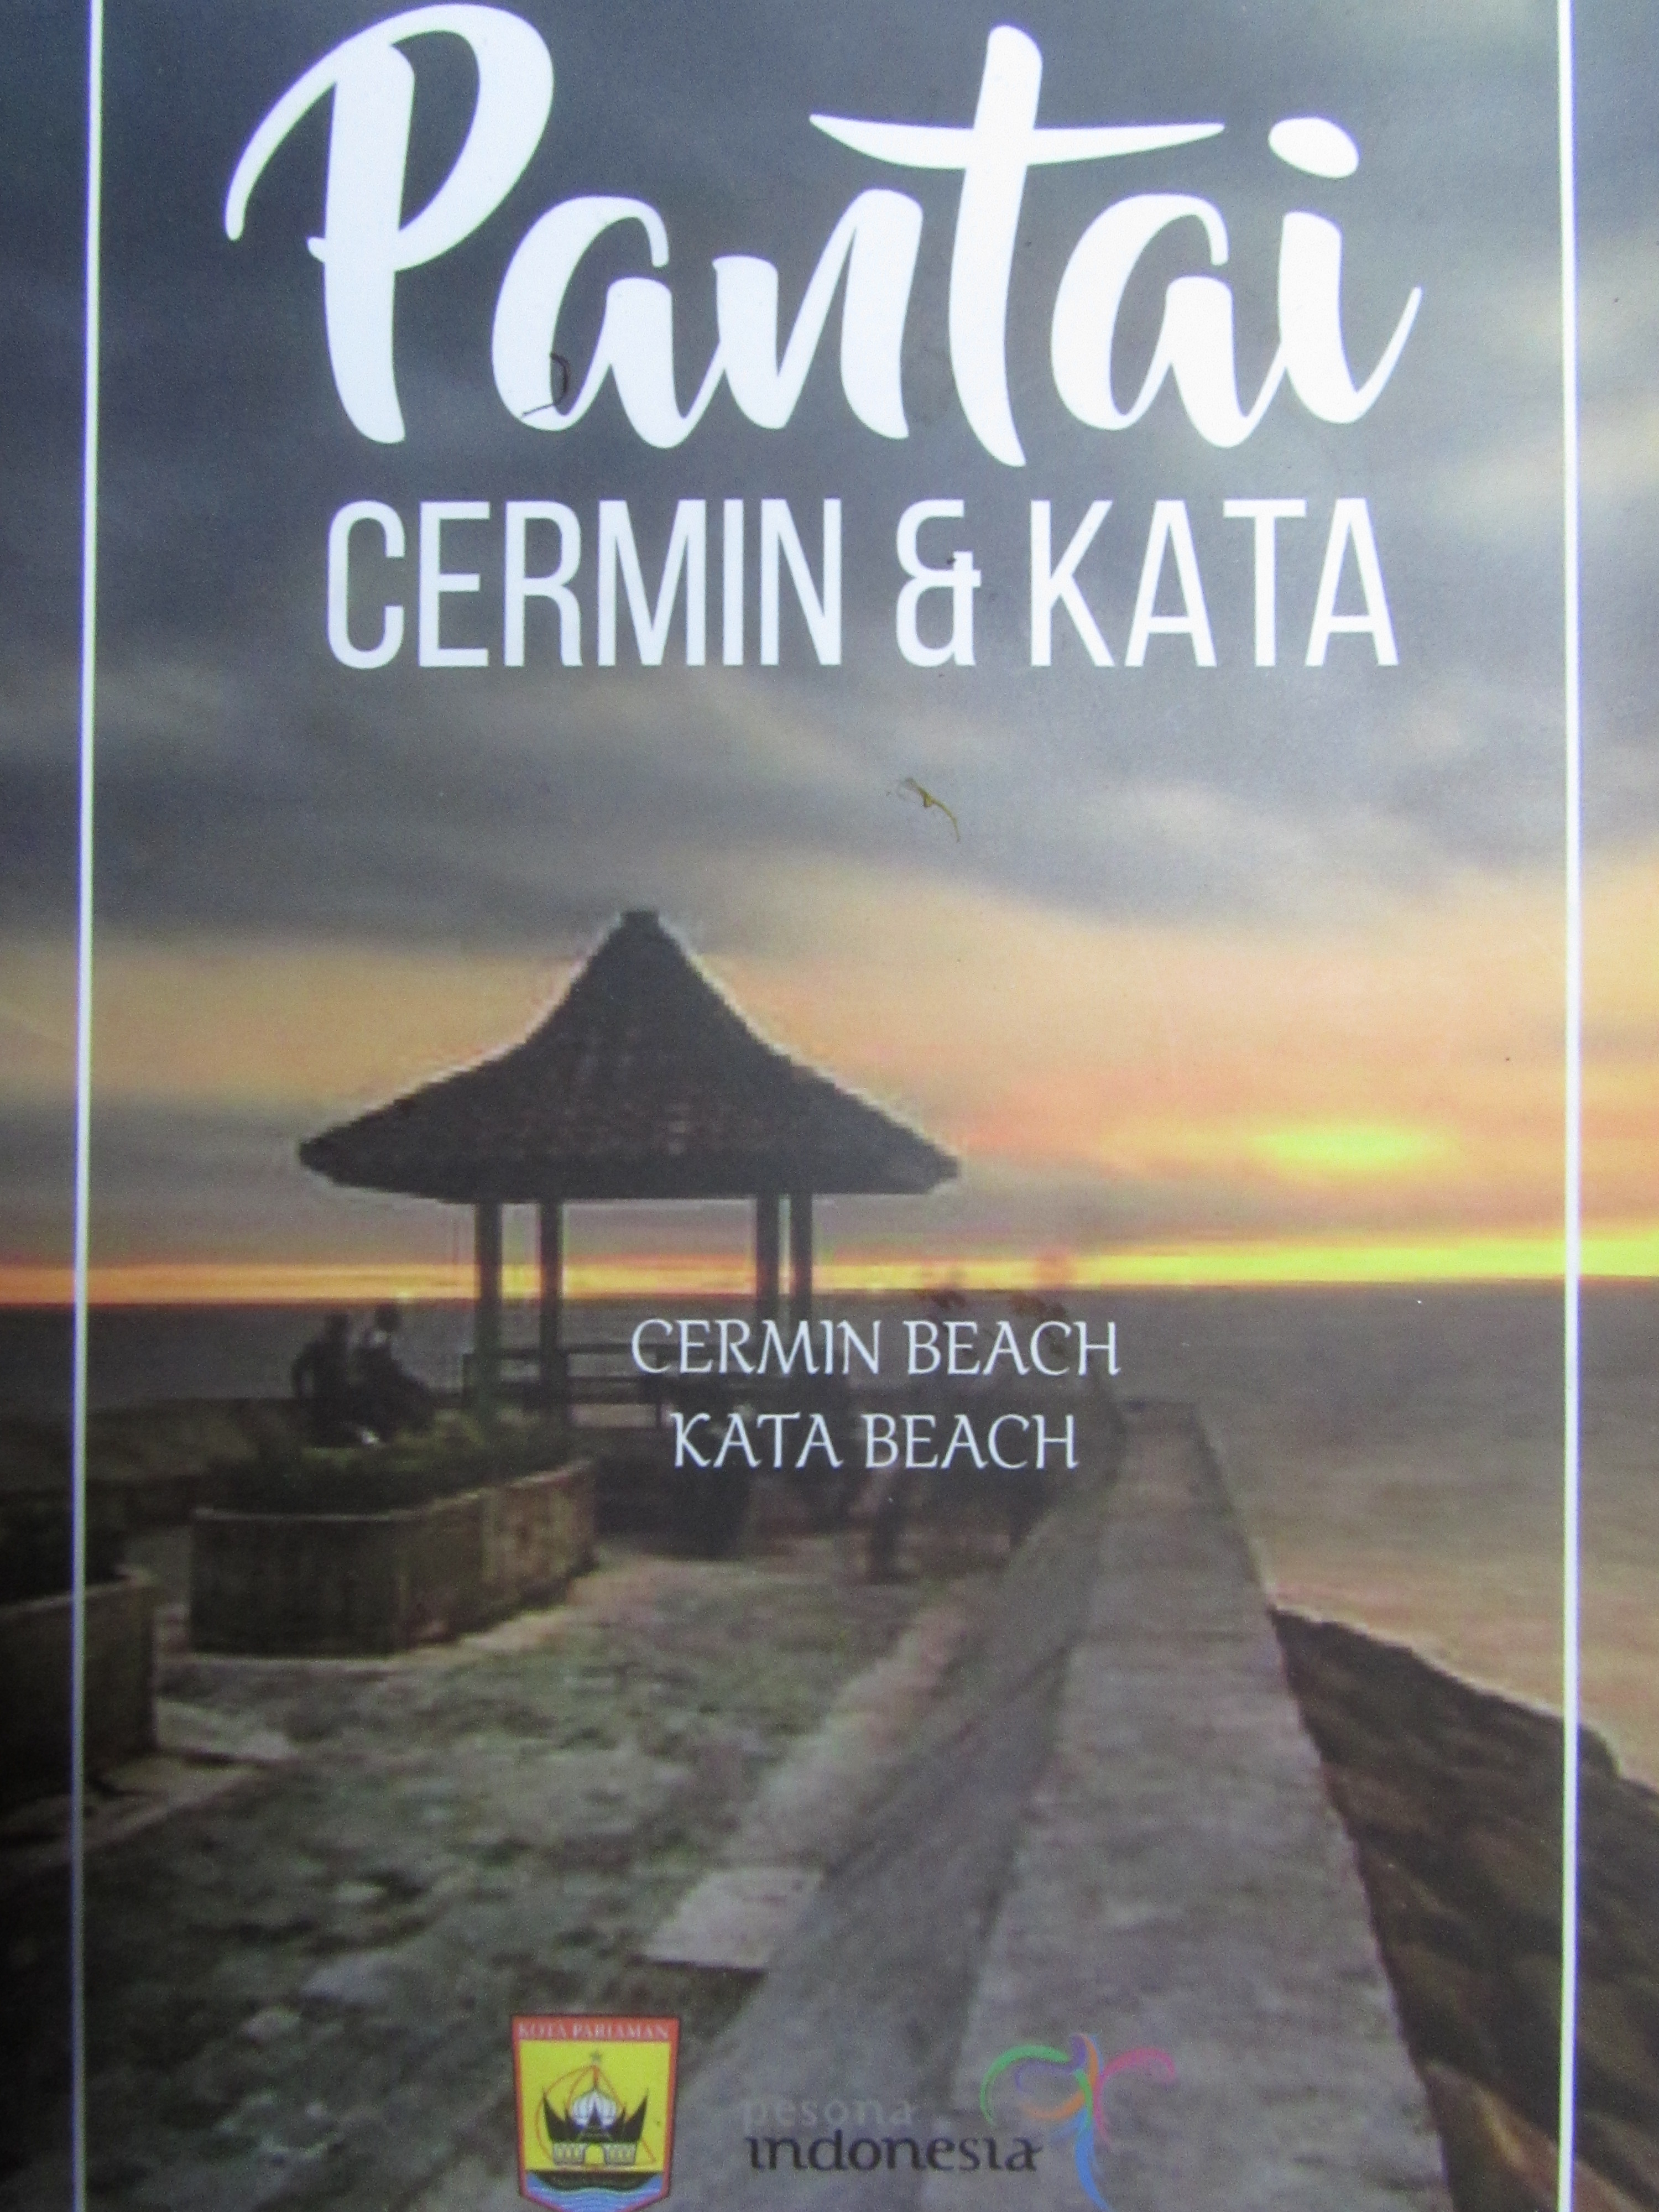 Pantai
CERMIN & KATA
CERMIN BEACH
KATA BEACH
KOTA PARIAMAN
pesona
indonesia